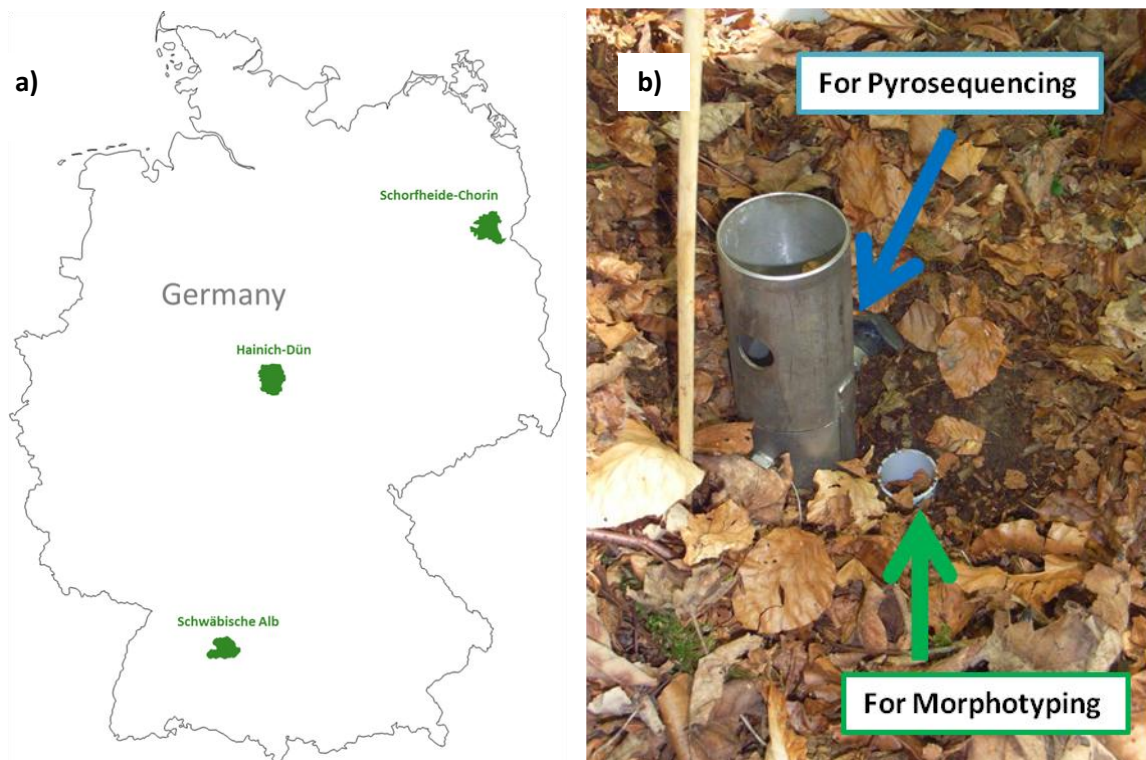 a)
Schorfheide-Chorin
Germany
Hainich-Dün
Schwäbische Alb
b)
For Pyrosequencing
For Morphotyping